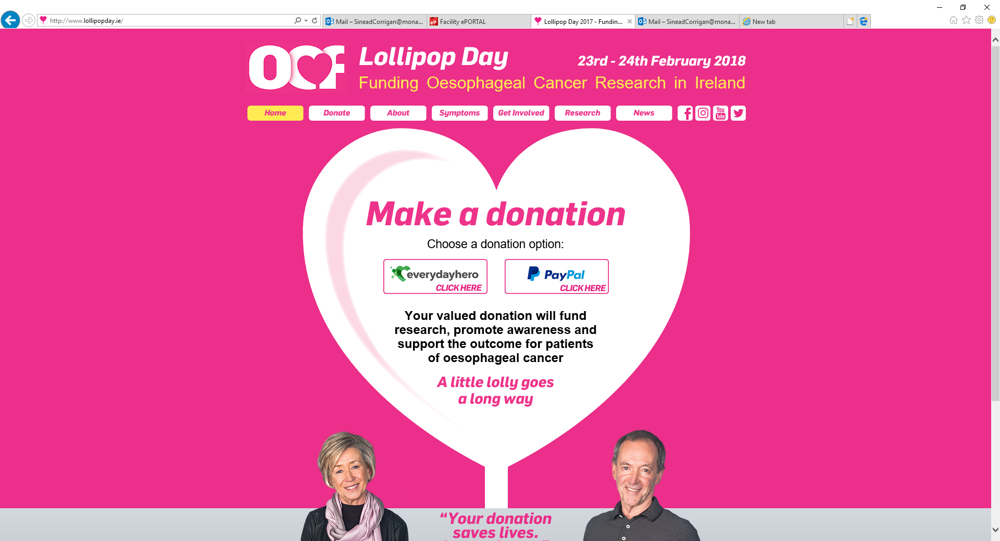 http://www.lollipopday.ie/
Mail – SineadCorrigan@mona...
Facility ePORTAL
Lollipop Day 2017 - Fundin...
Mail – SineadCorrigan@mona...
New tab
OCF
Lollipop Day
23rd - 24th February 2018
Funding Oesophageal Cancer Research in Ireland
Home
Donate
About
Symptoms
Get Involved
Research
News
You
Tube
Make a donation
Choose a donation option:
everydayhero
CLICK HERE
PayPal
CLICK HERE
Your valued donation will fund
research, promote awareness and
support the outcome for patients
of oesophageal cancer
A little lolly goes
a long way
“Your donation
saves lives.